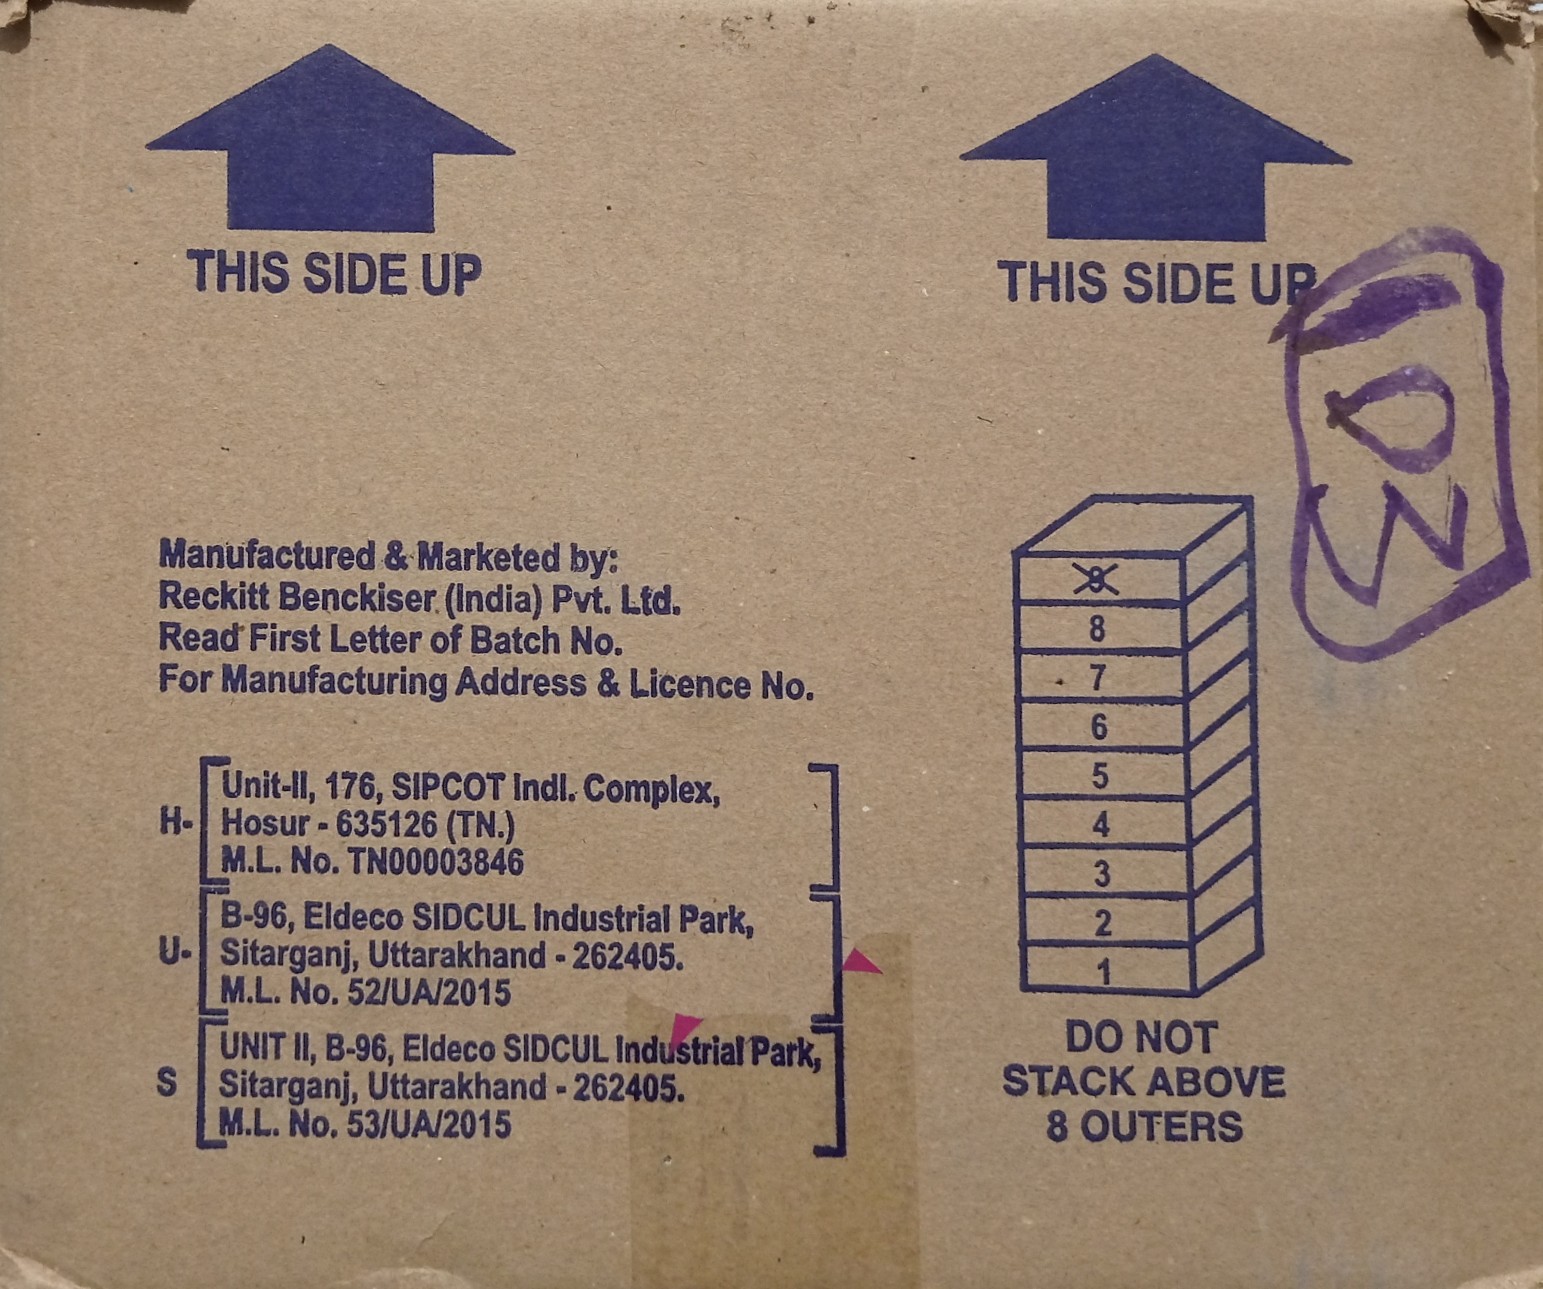 THIS SIDE UP
THIS SIDE UP
Manufactured & Marketed by:
Reckitt Benckiser (India) Pvt. Ltd.
Read First Letter of Batch No.
For Manufacturing Address & Licence No.
H-
Unit-II, 176, SIPCOT Indl. Complex,
Hosur - 635126 (TN.)
M.L. No. TN00003846
U-
B-96, Eldeco SIDCUL Industrial Park,
Sitarganj, Uttarakhand - 262405.
M.L. No. 52/UA/2015
S
UNIT II, B-96, Eldeco SIDCUL Industrial Park,
Sitarganj, Uttarakhand - 262405.
M.L. No. 53/UA/2015
8
7
6
5
4
3
2
1
DO NOT
STACK ABOVE
8 OUTERS